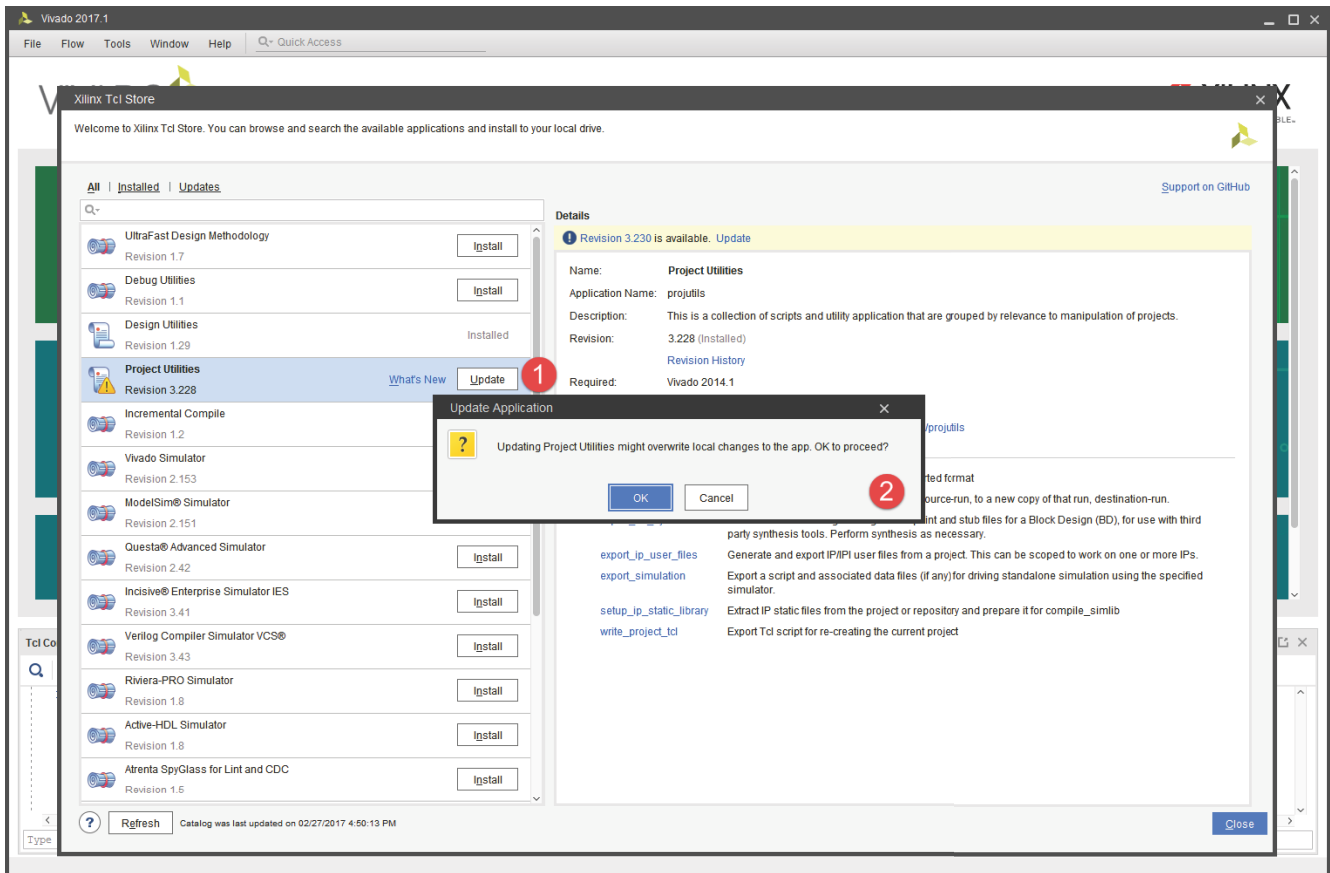 Vivado 2017.1
File Flow Tools Window Help Quick Access
Xilinx Tcl Store
Welcome to Xilinx Tcl Store. You can browse and search the available applications and install to your local drive.
All | Installed | Updates
Support on GitHub
UltraFast Design Methodology
Revision 1.7
Install
Debug Utilities
Revision 1.1
Install
Design Utilities
Revision 1.29
Installed
Project Utilities
Revision 3.228
What's New
Update
1
Incremental Compile
Revision 1.2
Vivado Simulator
Revision 2.153
ModelSim® Simulator
Revision 2.151
Questa® Advanced Simulator
Revision 2.42
Install
Incisive® Enterprise Simulator IES
Revision 3.41
Install
Verilog Compiler Simulator VCS®
Revision 3.43
Install
Riviera-PRO Simulator
Revision 1.8
Install
Active-HDL Simulator
Revision 1.8
Install
Atrenta SpyGlass for Lint and CDC
Revision 1.5
Install
Details
Revision 3.230 is available. Update
Name: Project Utilities
Application Name: projutils
Description: This is a collection of scripts and utility application that are grouped by relevance to manipulation of projects.
Revision: 3.228 (Installed)
Revision History
Required: Vivado 2014.1
/projutils
Update Application
Updating Project Utilities might overwrite local changes to the app. OK to proceed?
OK Cancel
2
rted format
ource-run, to a new copy of that run, destination-run.
int and stub files for a Block Design (BD), for use with third
party synthesis tools. Perform synthesis as necessary.
export_ip_user_files Generate and export IP/IPI user files from a project. This can be scoped to work on one or more IPs.
export_simulation Export a script and associated data files (if any)for driving standalone simulation using the specified
simulator.
setup_ip_static_library Extract IP static files from the project or repository and prepare it for compile_simlib
write_project_tcl Export Tcl script for re-creating the current project
Tcl Co
Type
? Refresh Catalog was last updated on 02/27/2017 4:50:13 PM
Close